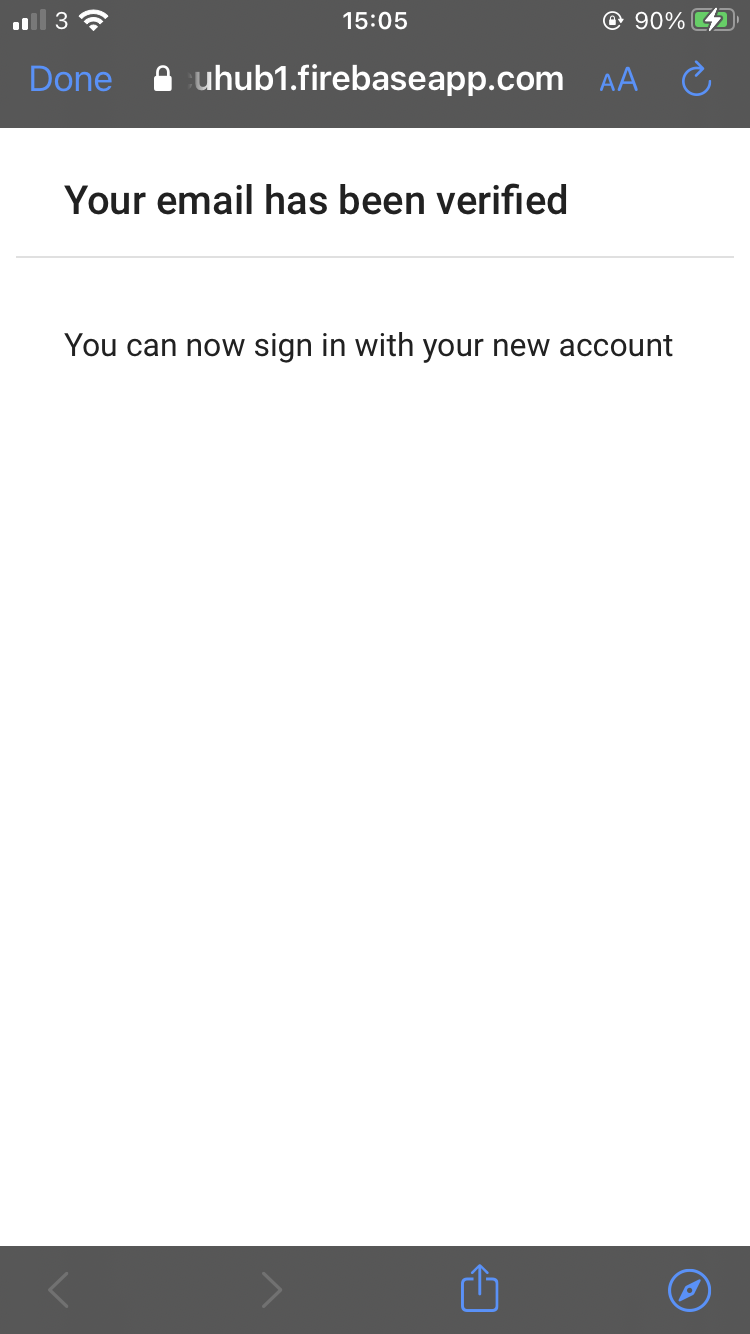 3
15:05
90%
Done
uhub1.firebaseapp.com
AA
Your email has been verified
You can now sign in with your new account